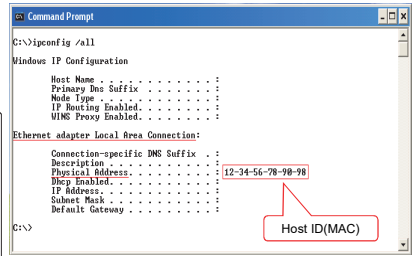 Command Prompt
C:\>ipconfig /all
Windows IP Configuration
Host Name . . . . . . . . . . . . :
Primary Dns Suffix . . . . . . . :
Node Type . . . . . . . . . . . . :
IP Routing Enabled. . . . . . . . :
WINS Proxy Enabled. . . . . . . . :
Ethernet adapter Local Area Connection:
Connection-specific DNS Suffix . :
Description . . . . . . . . . . . :
Physical Address. . . . . . . . . : 12-34-56-78-90-98
Dhcp Enabled. . . . . . . . . . . :
IP Address. . . . . . . . . . . . :
Subnet Mask . . . . . . . . . . . :
Default Gateway . . . . . . . . . :
Host ID(MAC)
C:\>